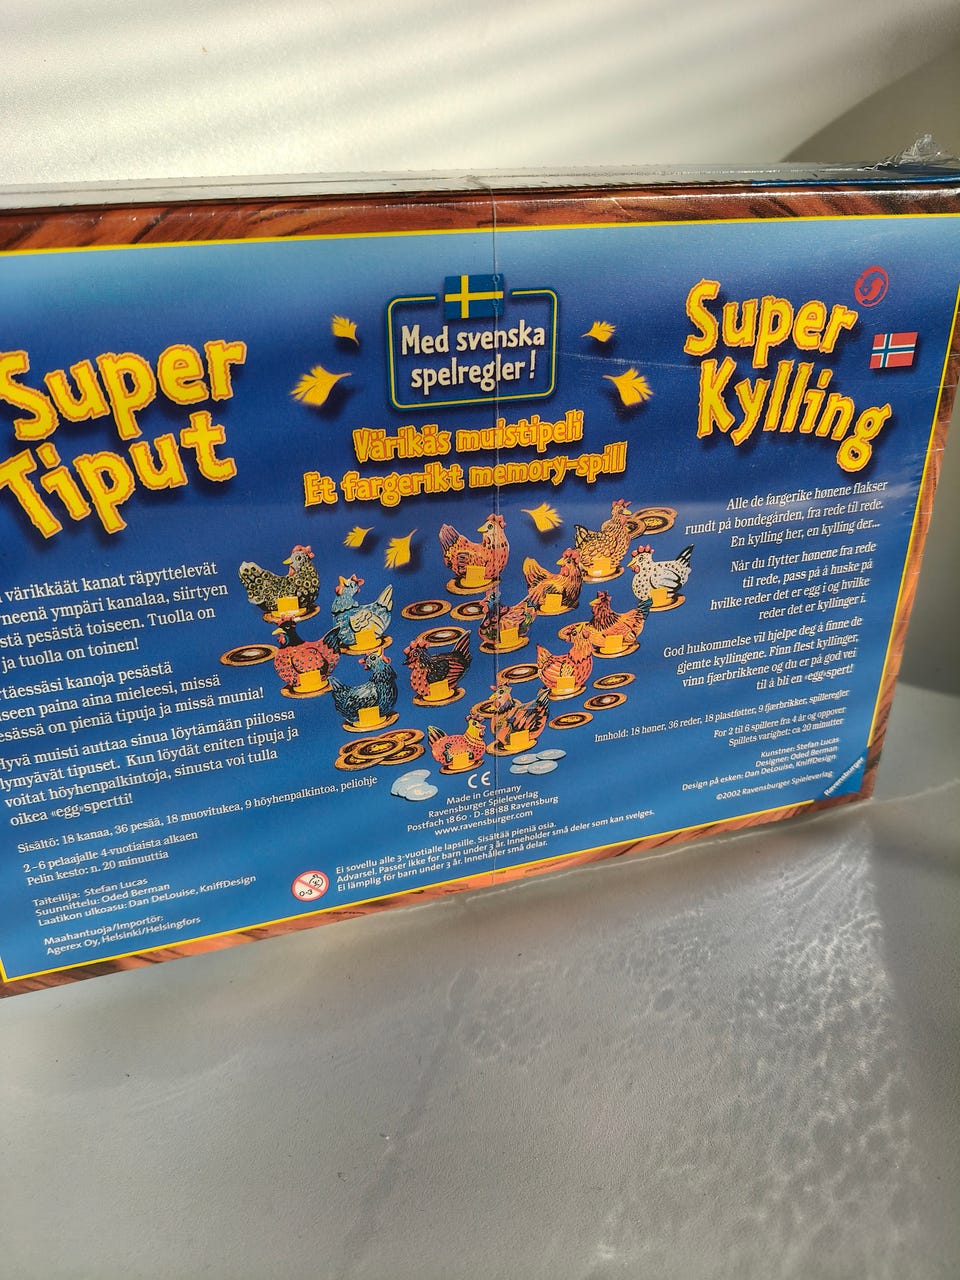 Super
Tiput
värikkäät kanat räpyttelevät
neenä ympäri kanalaa, siirtyen
stä pesästä toiseen. Tuolla on
ja tuolla on toinen!
rtäessäsi kanoja pesästä
iseen paina aina mieleesi, missä
esässä on pieniä tipuja ja missä munia!
Hyvä muisti auttaa sinua löytämään piilossa
lymyävät tipuset. Kun löydät eniten tipuja ja
voitat höyhenpalkintoja, sinusta voi tulla
oikea «egg»spertti!
Sisältö: 18 kanaa, 36 pesää, 18 muovitukea, 9 höyhenpalkintoa, peliohje
2–6 pelaajalle 4-vuotiaista alkaen
Pelin kesto: n. 20 minuuttia
Taiteilija: Stefan Lucas
Suunnittelu: Oded Berman
Laatikon ulkoasu: Dan DeLouise, KniffDesign
Maahantuoja/Importör:
Agerex Oy, Helsinki/Helsingfors
Med svenska
spelregler!
Värikäs muistipeli
Et fargerikt memory-spill
CE
Made in Germany
Ravensburger Spieleverlag
Postfach 1860 · D-88188 Ravensburg
www.ravensburger.com
0-3
Ei sovellu alle 3-vuotialle lapsille. Sisältää pieniä osia.
Advarsel. Passer ikke for barn under 3 år. Inneholder små deler som kan svelges.
Ej lämplig för barn under 3 år. Innehåller små delar.
Super
Kylling
Alle de fargerike hønene flakser
rundt på bondegården, fra rede til rede.
En kylling her, en kylling der...
Når du flytter hønene fra rede
til rede, pass på å huske på
hvilke reder det er egg i og hvilke
reder det er kyllinger i.
God hukommelse vil hjelpe deg å finne de
gjemte kyllingene. Finn flest kyllinger,
vinn fjærbrikkene og du er på god vei
til å bli en «egg»spert!
Innhold: 18 høner, 36 reder, 18 plastføtter, 9 fjærbrikker, spilleregler
For 2 til 6 spillere fra 4 år og oppover
Spillets varighet: ca 20 minutter
Kunstner: Stefan Lucas
Designer: Oded Berman
Design på esken: Dan DeLouise, KniffDesign
©2002 Ravensburger Spieleverlag
Ravensburger